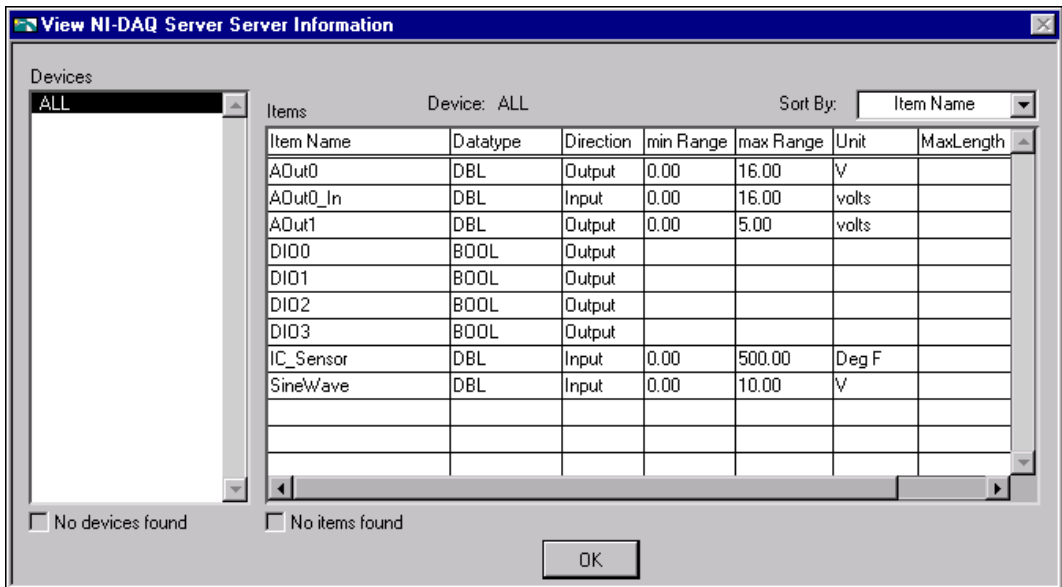 View NI-DAQ Server Server Information
Devices
ALL
Items Device: ALL Sort By: Item Name
Item Name Datatype Direction min Range max Range Unit MaxLength
AOut0 DBL Output 0.00 16.00 V
AOut0_In DBL Input 0.00 16.00 volts
AOut1 DBL Output 0.00 5.00 volts
DIO0 BOOL Output
DIO1 BOOL Output
DIO2 BOOL Output
DIO3 BOOL Output
IC_Sensor DBL Input 0.00 500.00 Deg F
SineWave DBL Input 0.00 10.00 V
No devices found No items found
OK